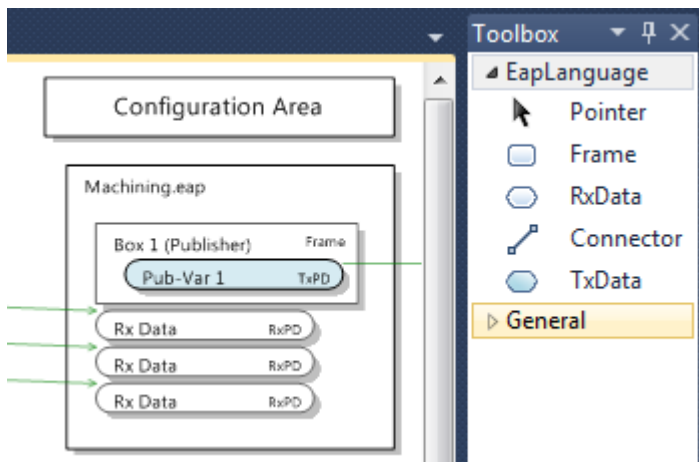 Configuration Area
Machining.eap
Box 1 (Publisher) Frame
Pub-Var 1 TxPD
Rx Data RxPD
Rx Data RxPD
Rx Data RxPD
Toolbox
EapLanguage
Pointer
Frame
RxData
Connector
TxData
General